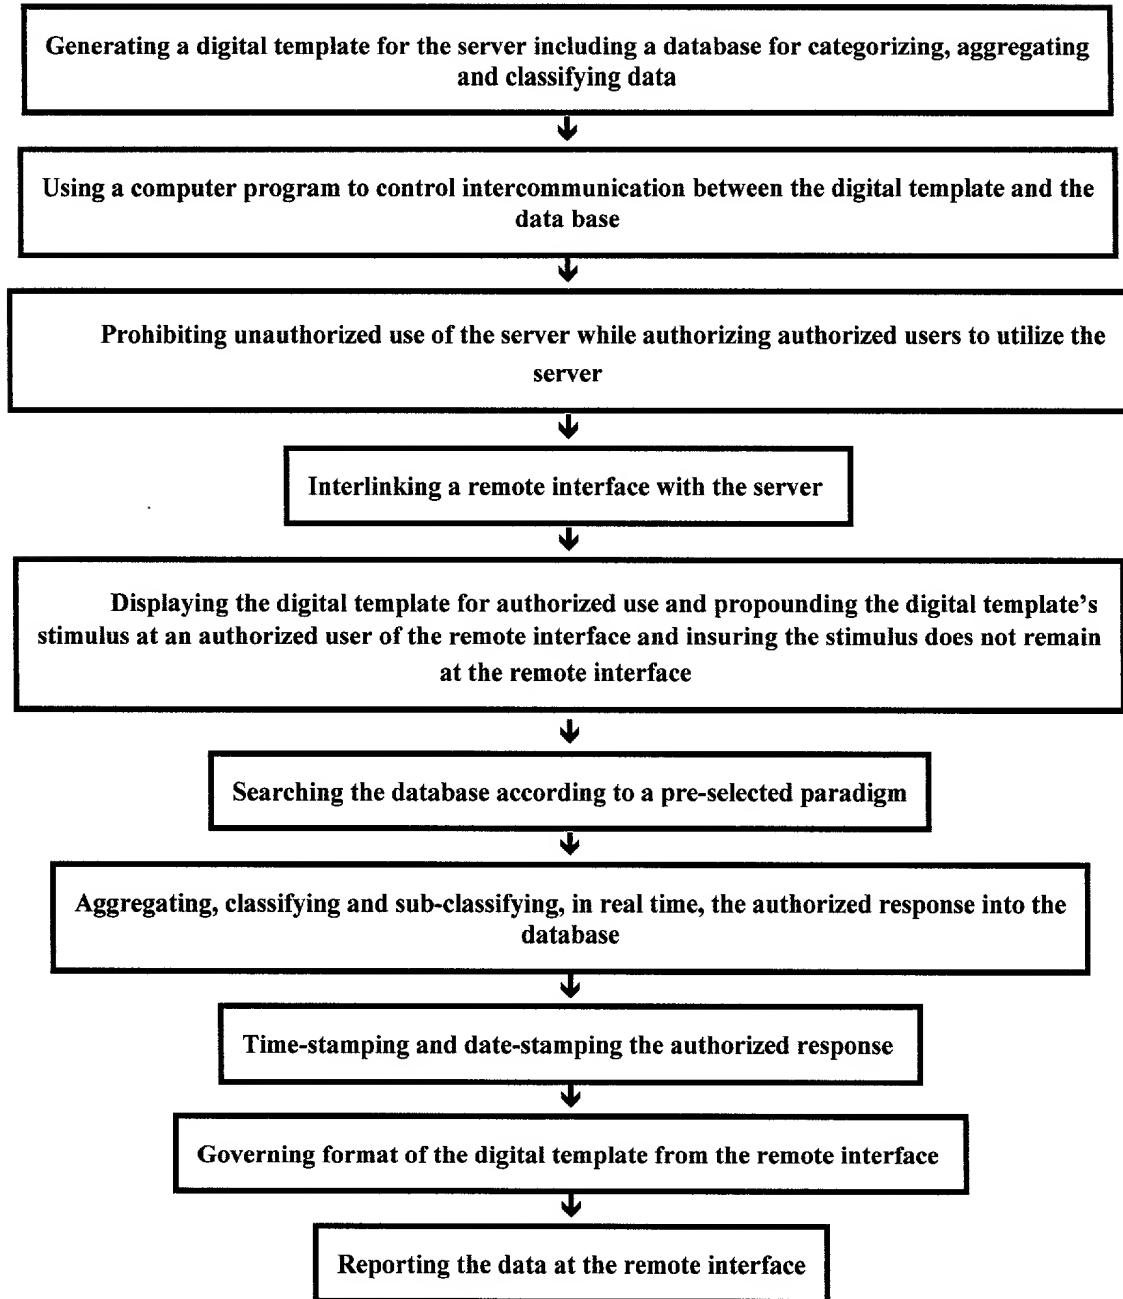 Generating a digital template for the server including a database for categorizing, aggregating
and classifying data
Using a computer program to control intercommunication between the digital template and the
data base
Prohibiting unauthorized use of the server while authorizing authorized users to utilize the
server
Interlinking a remote interface with the server
Displaying the digital template for authorized use and propounding the digital template's
stimulus at an authorized user of the remote interface and insuring the stimulus does not remain
at the remote interface
Searching the database according to a pre-selected paradigm
Aggregating, classifying and sub-classifying, in real time, the authorized response into the
database
Time-stamping and date-stamping the authorized response
Governing format of the digital template from the remote interface
Reporting the data at the remote interface